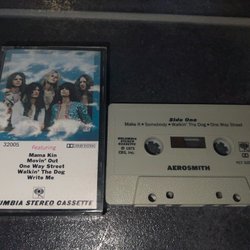 32005
Featuring
Mama Kin
Movin' Out
One Way Street
Walkin' The Dog
Write Me
UMBIA STEREO CASSETTE
Side One
Make It • Somebody • Walkin' The Dog • One Way Street
AEROSMITH